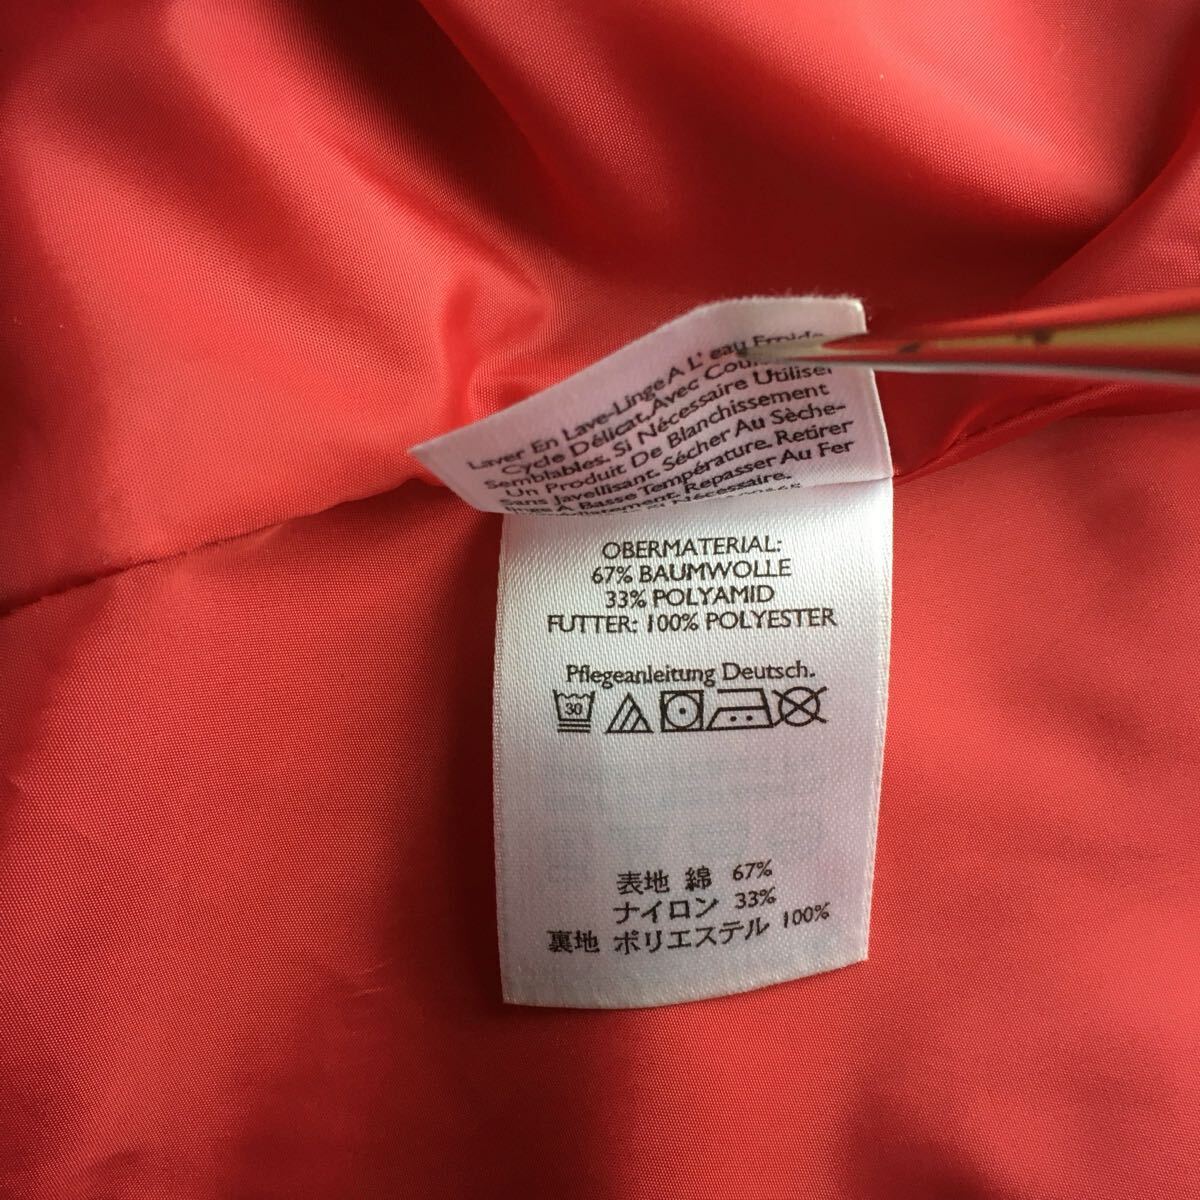 Laver En Lave-Linge A L'eau Froide
Cycle Délicat, Avec
Semblables. Si Nécessaire Utiliser
Un Produit De Blanchissement
Sans Javellisant. Sécher Au Sèche-
linge A Basse Température. Retirer
Repasser Au Fer
Si Nécessaire.
OBERMATERIAL:
67% BAUMWOLLE
33% POLYAMID
FUTTER: 100% POLYESTER
Pflegeanleitung Deutsch.
30
表地 綿 67%
ナイロン 33%
裏地 ポリエステル 100%